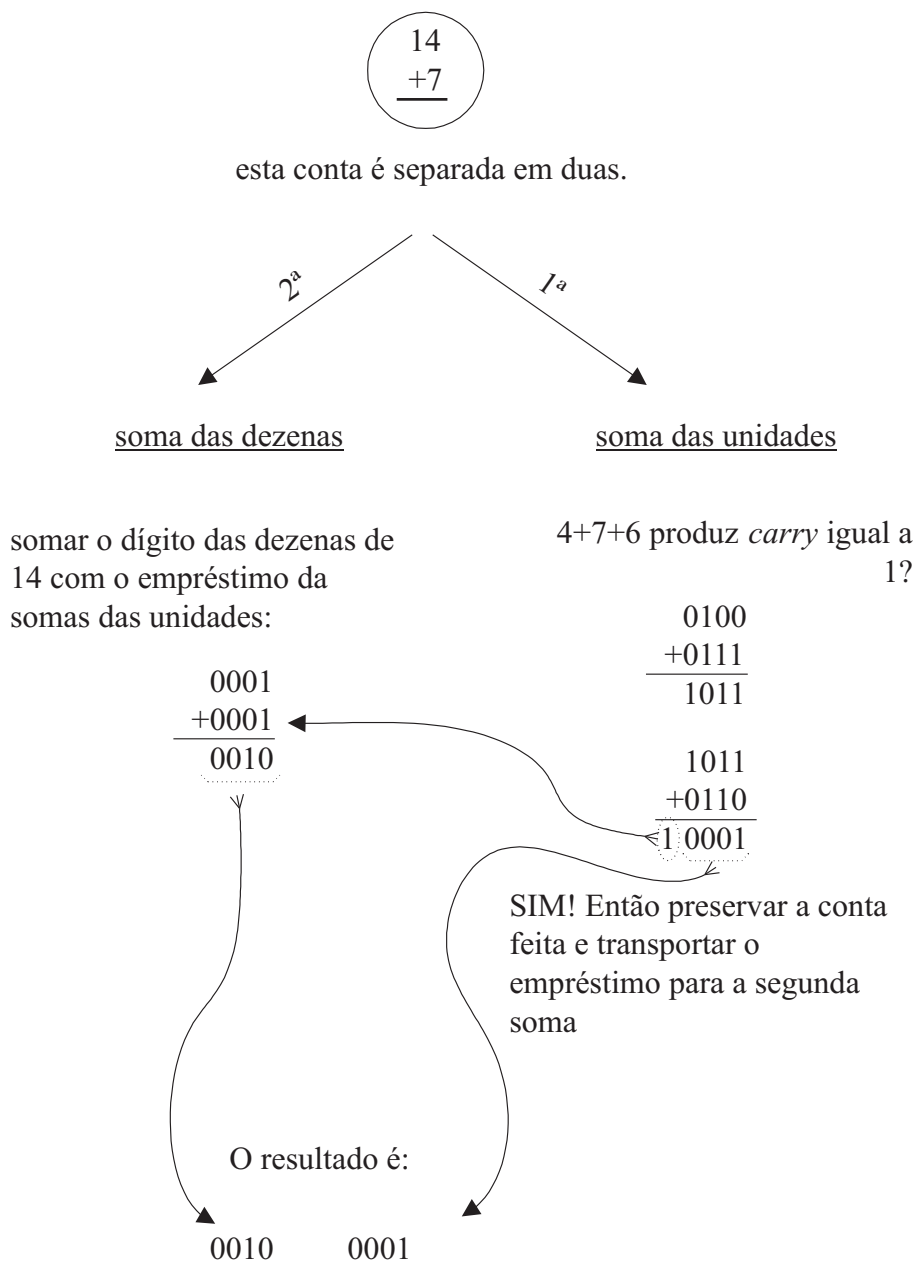 14
+7
esta conta é separada em duas.
2ª
1ª
soma das dezenas
somar o dígito das dezenas de
14 com o empréstimo da
somas das unidades:
0001
+0001
0010
soma das unidades
4+7+6 produz carry igual a
1?
0100
+0111
1011
1011
+0110
1 0001
SIM! Então preservar a conta
feita e transportar o
empréstimo para a segunda
soma
O resultado é:
0010 0001